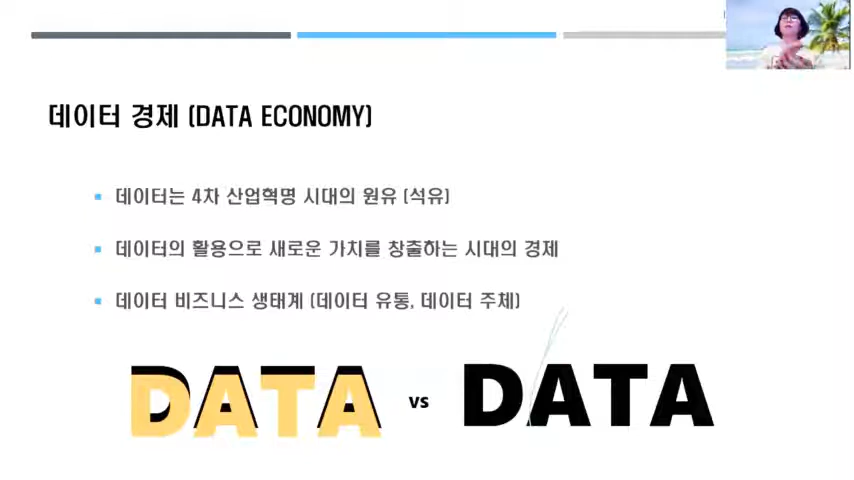 데이터 경제 (DATA ECONOMY)
데이터는 4차 산업혁명 시대의 원유 (석유)
데이터의 활용으로 새로운 가치를 창출하는 시대의 경제
데이터 비즈니스 생태계 (데이터 유통, 데이터 주체)
DATA vs DATA